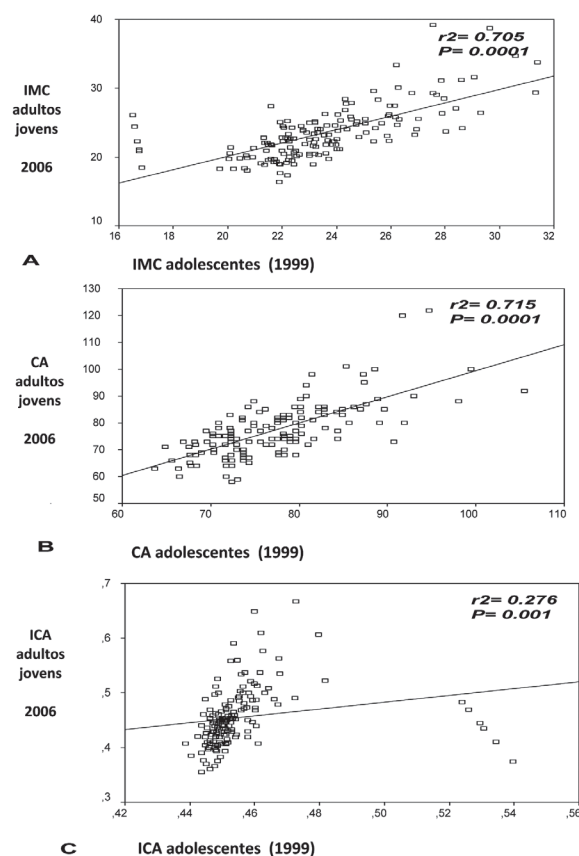 40
30
20
10
IMC
adultos
jovens
2006
r2= 0.705
P= 0.0001
16 18 20 22 24 26 28 30 32
A IMC adolescentes (1999)
130
120
110
100
90
80
70
60
50
CA
adultos
jovens
2006
r2= 0.715
P= 0.0001
60 70 80 90 100 110
B CA adolescentes (1999)
,7
,6
,5
,4
,3
ICA
adultos
jovens
2006
r2= 0.276
P= 0.001
,42 ,44 ,46 ,48 ,50 ,52 ,54 ,56
C ICA adolescentes (1999)